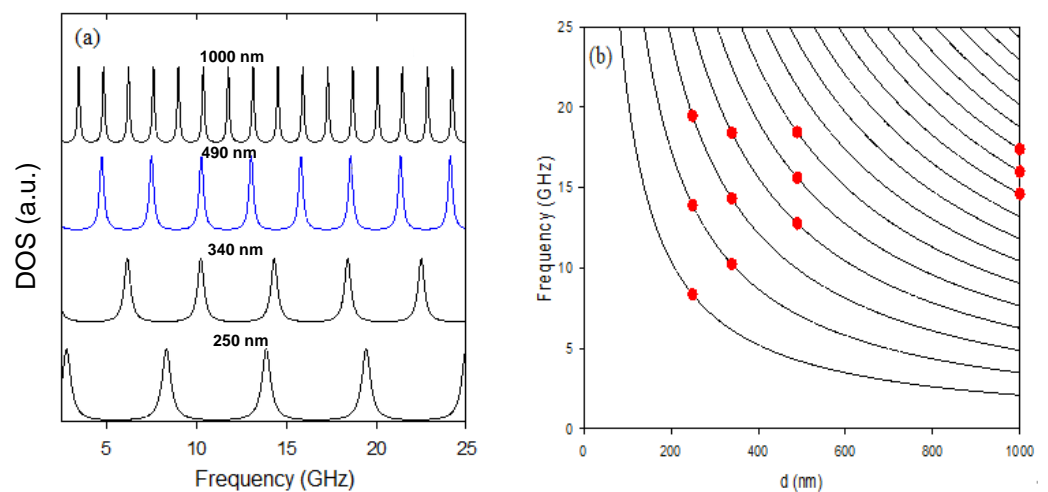 (a)
1000 nm
490 nm
340 nm
250 nm
DOS (a.u.)
5 10 15 20 25
Frequency (GHz)
(b)
25
20
15
10
5
0
Frequency (GHz)
0 200 400 600 800 1000
d (nm)